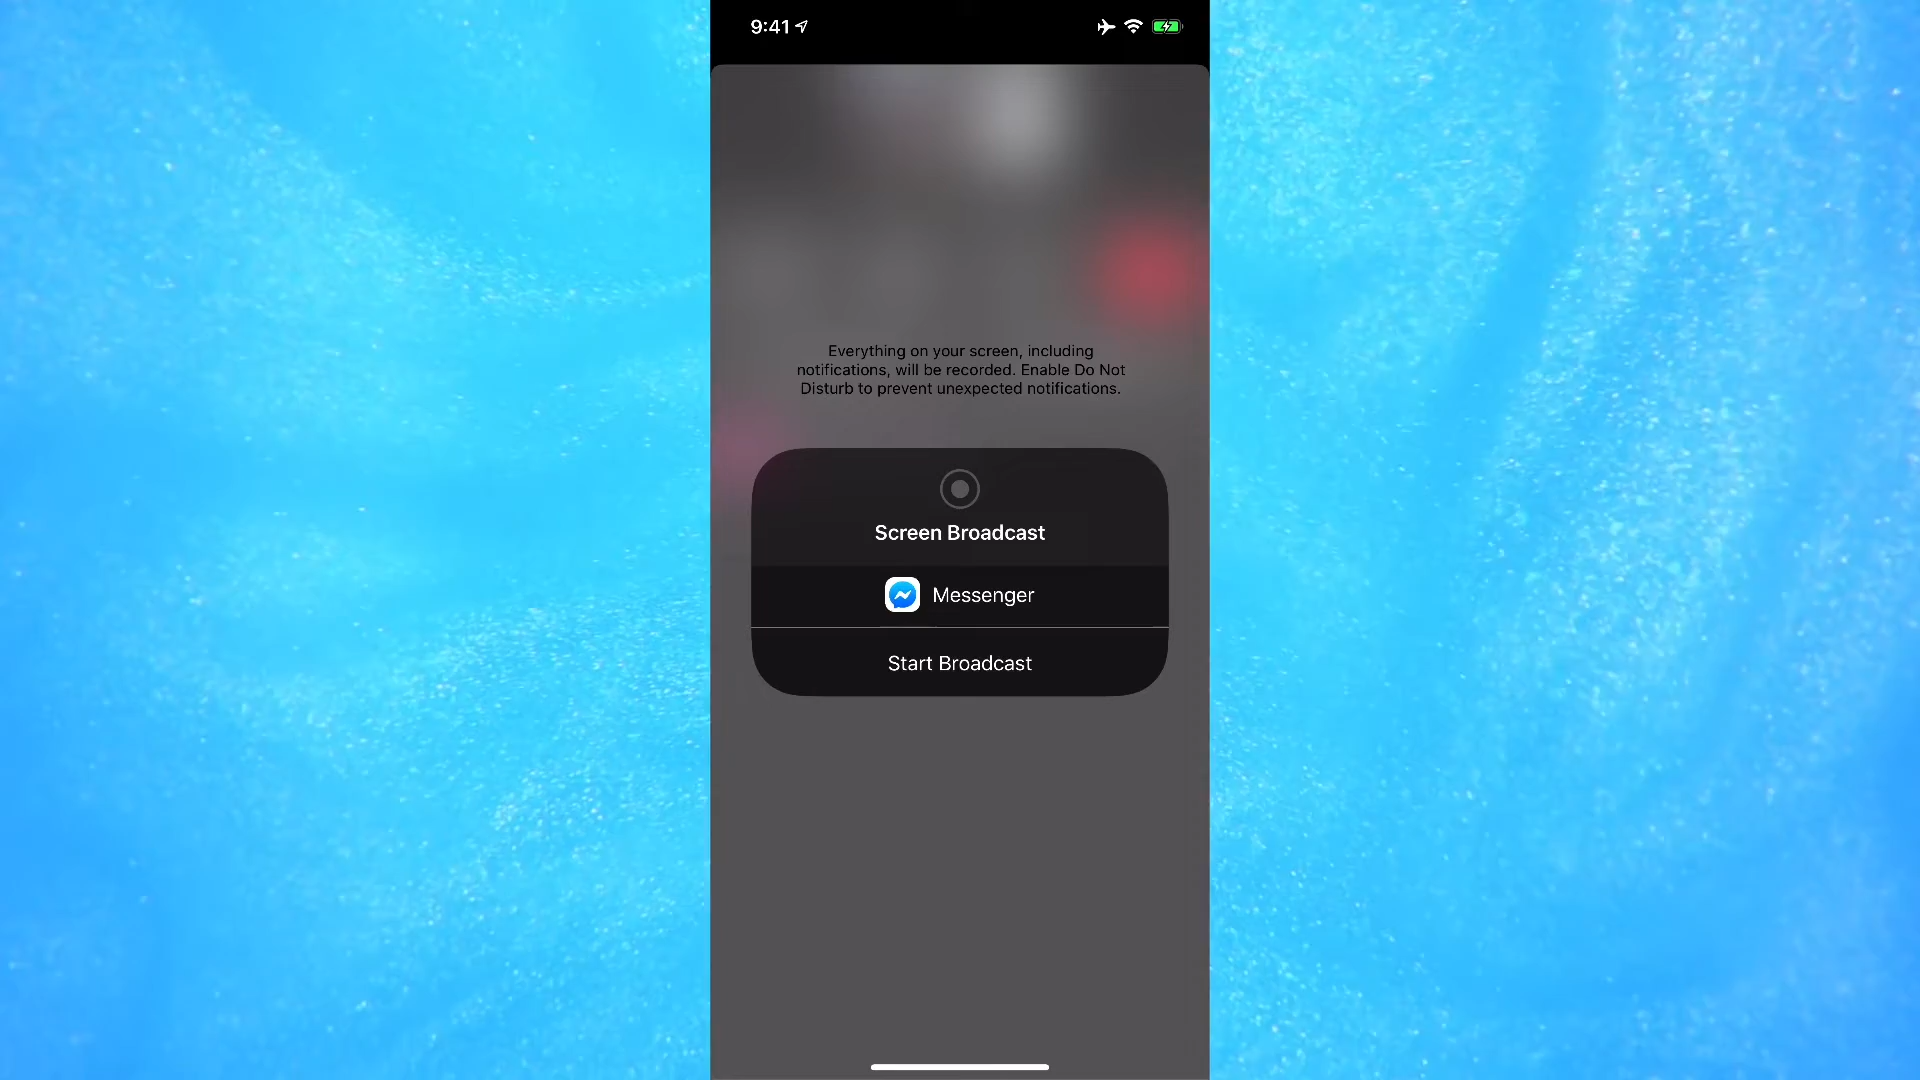 9:41
Everything on your screen, including
notifications, will be recorded. Enable Do Not
Disturb to prevent unexpected notifications.
Screen Broadcast
Messenger
Start Broadcast